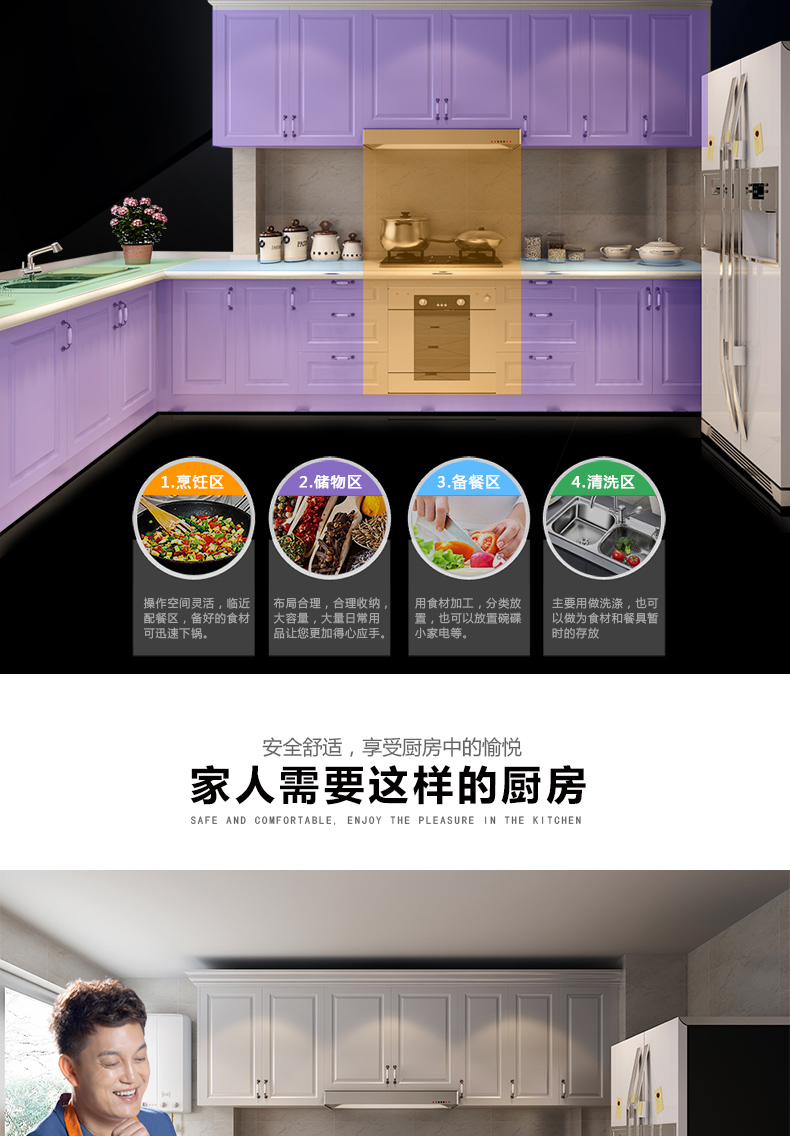 1.烹饪区
操作空间灵活，临近
配餐区，备好的食材
可迅速下锅。
2.储物区
布局合理，合理收纳，
大容量，大量日常用
品让您更加得心应手。
3.备餐区
用食材加工，分类放
置，也可以放置碗碟
小家电等。
4.清洗区
主要用做洗涤，也可
以做为食材和餐具暂
时的存放
安全舒适，享受厨房中的愉悦
家人需要这样的厨房
SAFE AND COMFORTABLE, ENJOY THE PLEASURE IN THE KITCHEN